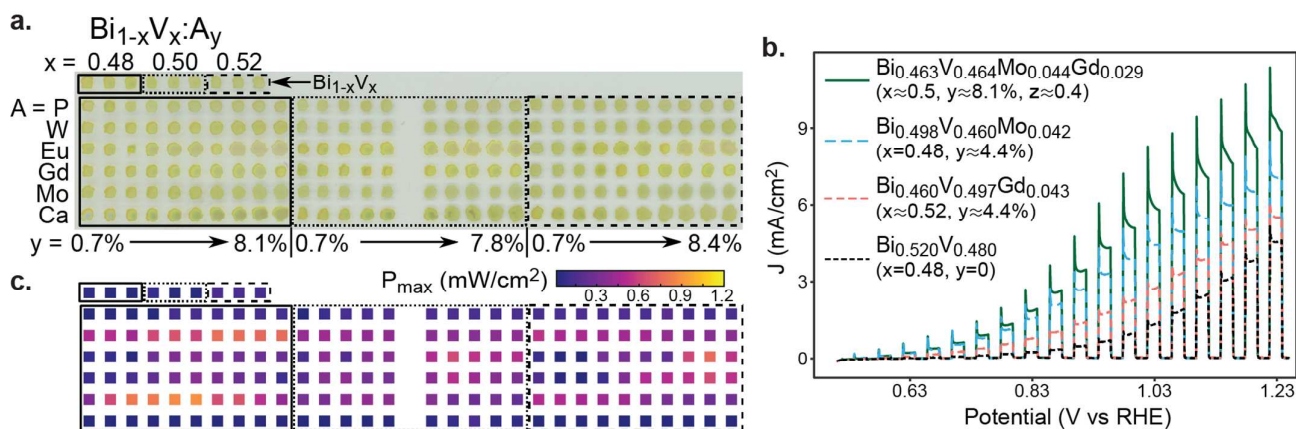 a.
Bi1-xVx:Ay
x = 0.48 0.50 0.52
Bi1-xVx
A = P
W
Eu
Gd
Mo
Ca
y = 0.7% 8.1% 0.7% 7.8% 0.7% 8.4%
c.
Pmax (mW/cm²)
0.3 0.6 0.9 1.2
b.
Bi0.463V0.464Mo0.044Gd0.029
(x≈0.5, y≈8.1%, z≈0.4)
Bi0.498V0.460Mo0.042
(x=0.48, y≈4.4%)
Bi0.460V0.497Gd0.043
(x≈0.52, y≈4.4%)
Bi0.520V0.480
(x=0.48, y=0)
J (mA/cm²)
9
6
3
0
0.63 0.83 1.03 1.23
Potential (V vs RHE)